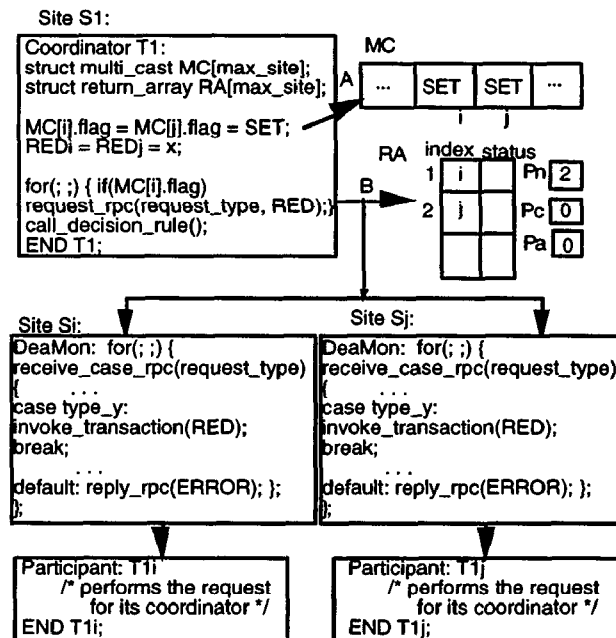 Site S1:
Coordinator T1:
struct multi_cast MC[max_site];
struct return_array RA[max_site];
MC[i].flag = MC[j].flag = SET;
REDi = REDj = x;
for(; ;) { if(MC[i].flag)
request_rpc(request_type, RED);}
call_decision_rule();
END T1;
A
MC
... SET SET ...
i j
B
RA
index status
1 i
2 j
Pn 2
Pc 0
Pa 0
Site Si:
DeaMon: for(; ;) {
receive_case_rpc(request_type)
{ . . .
case type_y:
invoke_transaction(RED);
break;
. . .
default: reply_rpc(ERROR); };
};
Site Sj:
DeaMon: for(; ;) {
receive_case_rpc(request_type)
{ . . .
case type_y:
invoke_transaction(RED);
break;
. . .
default: reply_rpc(ERROR); };
};
Participant: T1i
/* performs the request
for its coordinator */
END T1i;
Participant: T1j
/* performs the request
for its coordinator */
END T1j;